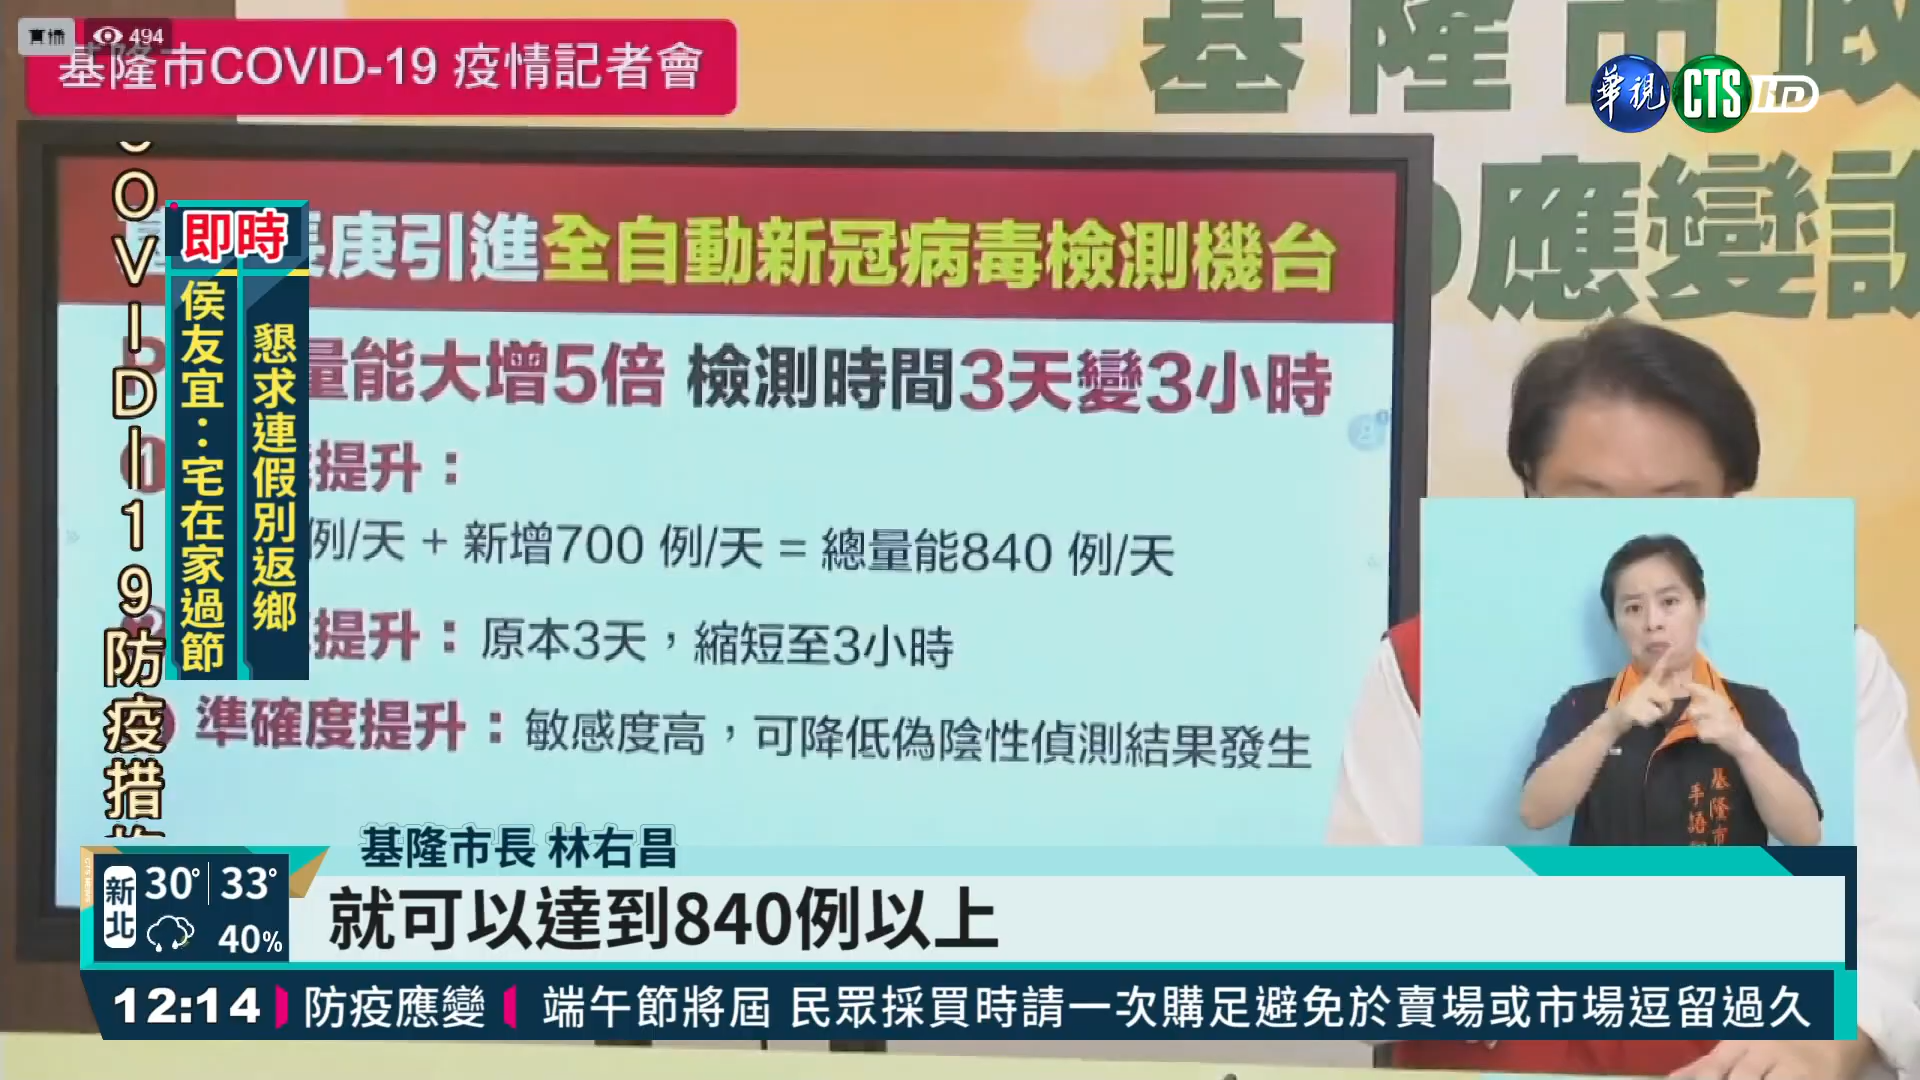 直播 494
基隆市COVID-19 疫情記者會
基隆市政
應變
華視 CTS HD
長庚引進全自動新冠病毒檢測機台
量能大增5倍 檢測時間3天變3小時
1 提升：
例/天 + 新增700 例/天 = 總量能840 例/天
提升：原本3天，縮短至3小時
準確度提升：敏感度高，可降低偽陰性偵測結果發生
OVID-19防疫措
即時
懇求連假別返鄉
侯友宜：宅在家過節
基隆市
手語
基隆市長 林右昌
就可以達到840例以上
新北 30° 33°
40%
12:14 防疫應變 端午節將屆 民眾採買時請一次購足避免於賣場或市場逗留過久